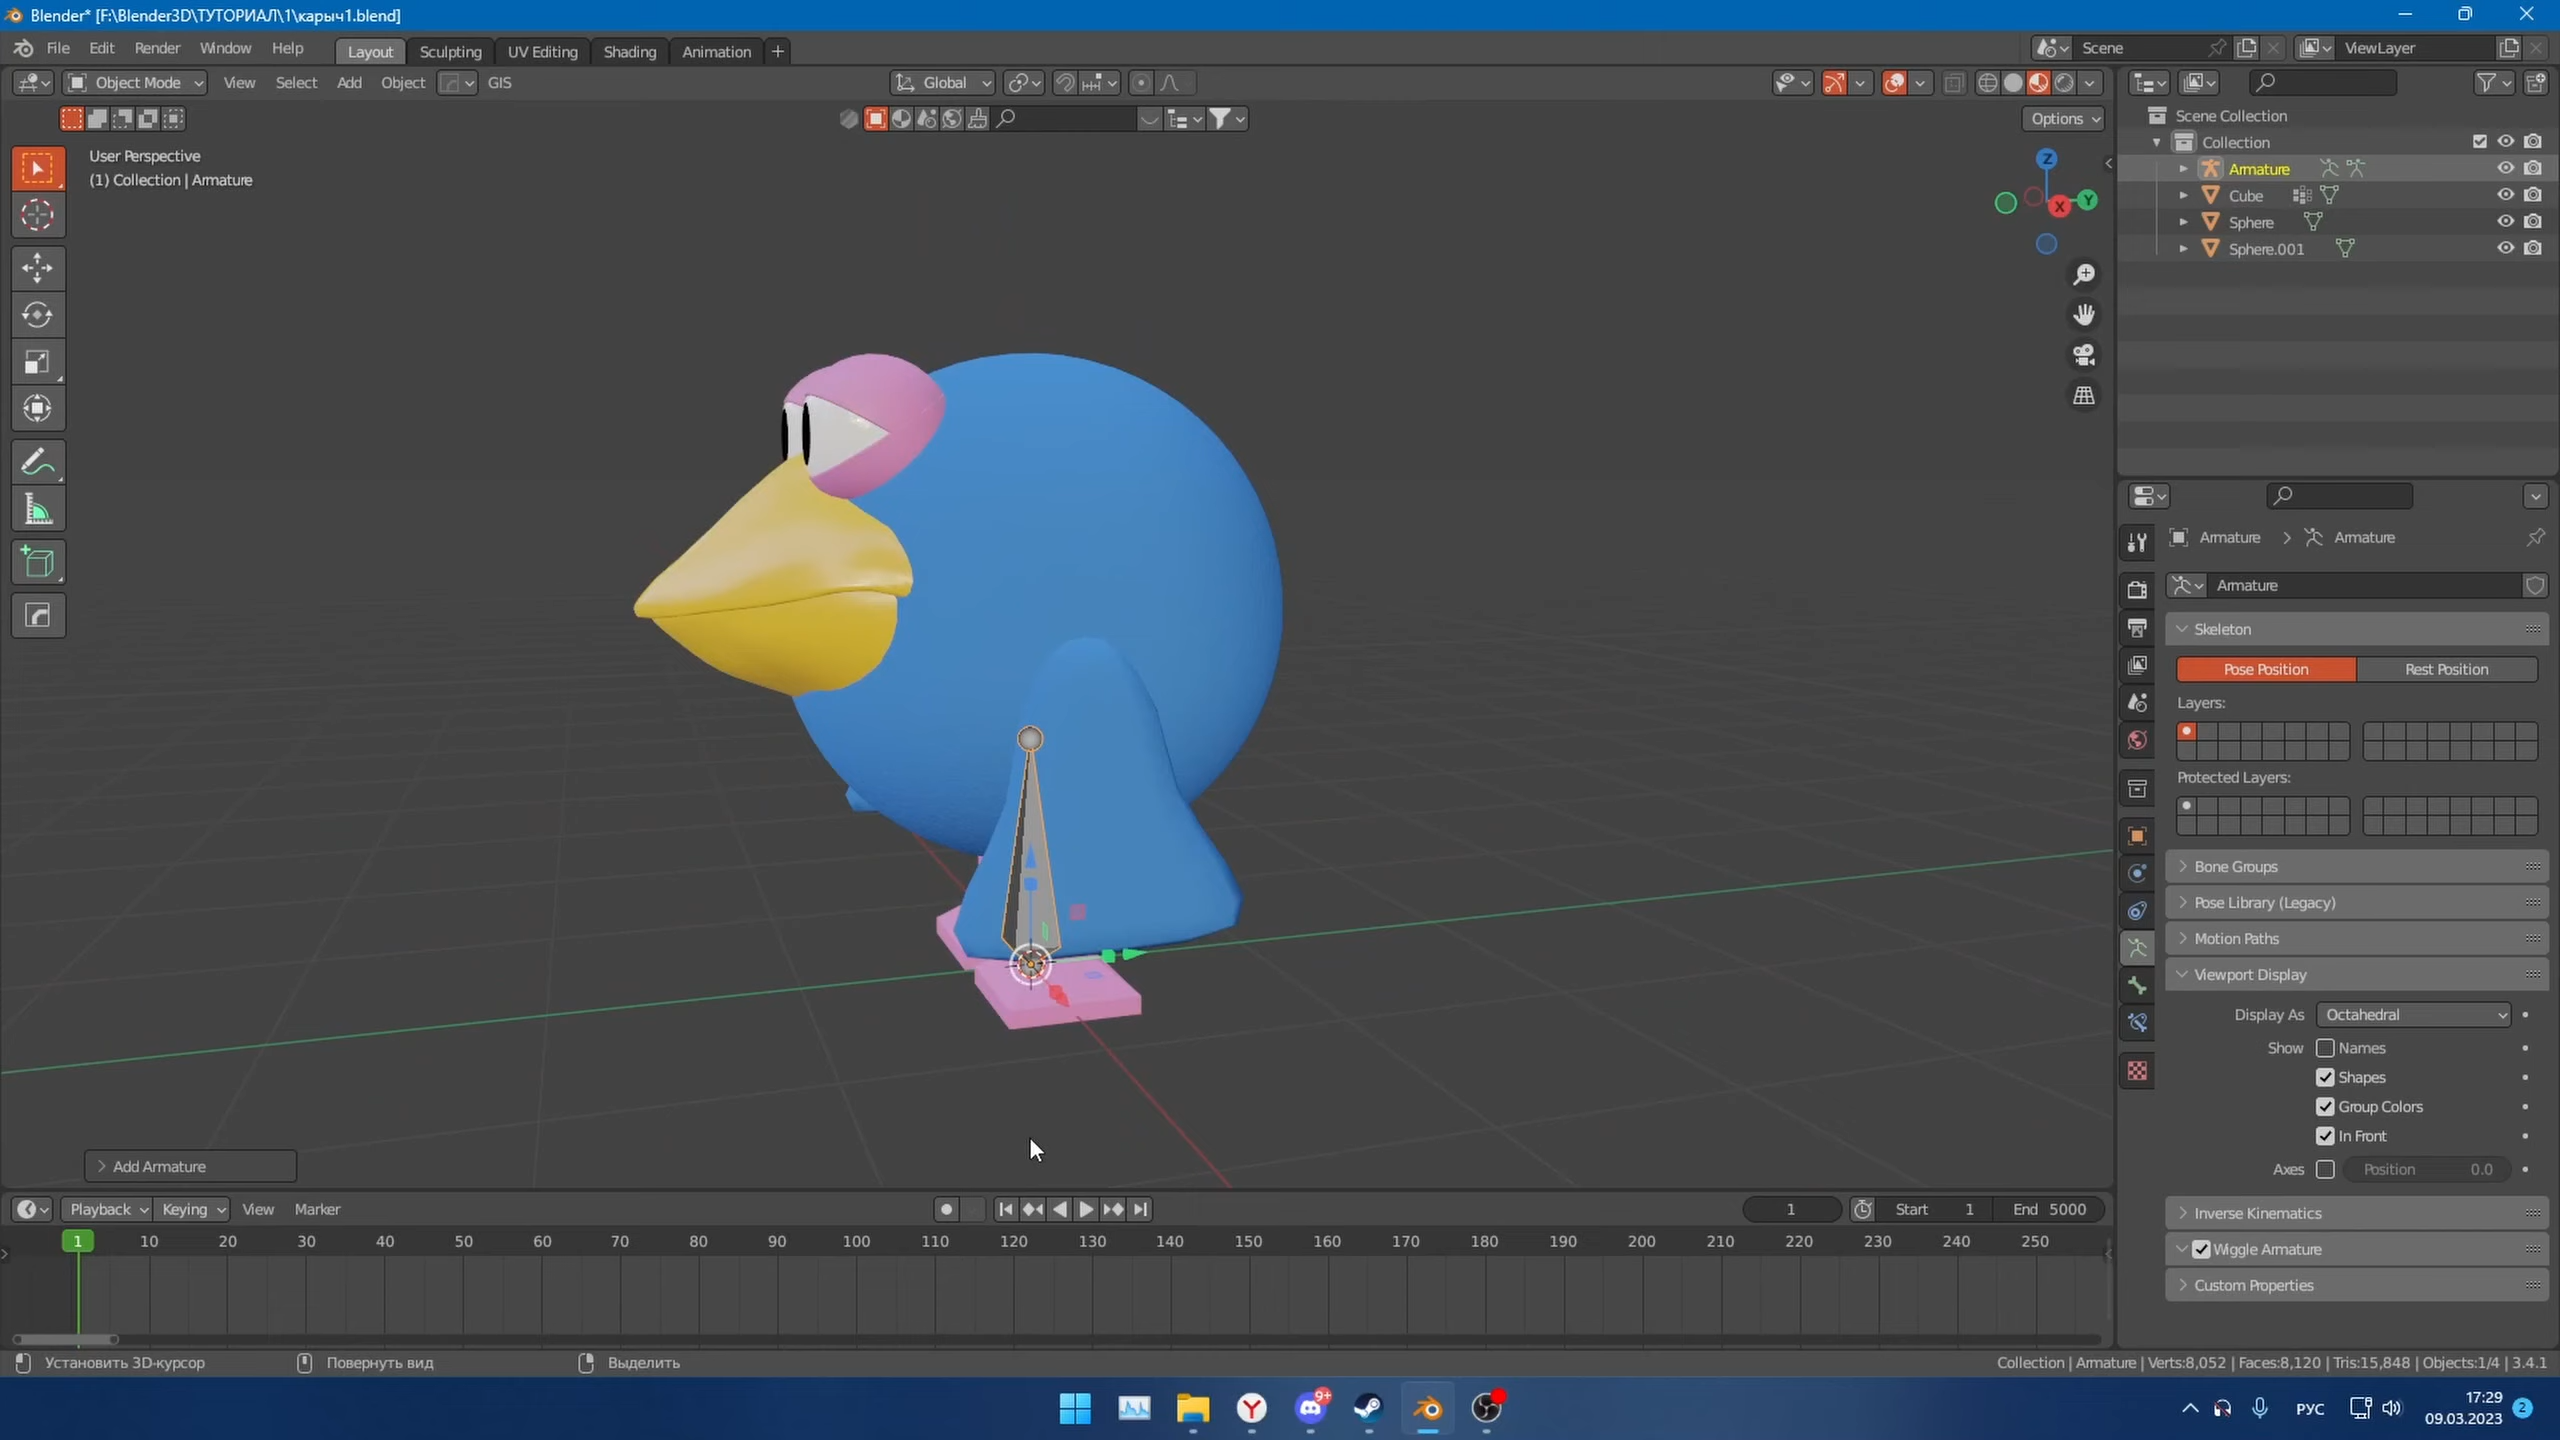 Blender* [F:\Blender3D\ТУТОРИАЛ\1\карыч1.blend]
File Edit Render Window Help Layout Sculpting UV Editing Shading Animation + Scene ViewLayer
Object Mode View Select Add Object GIS Global
Options
User Perspective
(1) Collection | Armature
Z
Y
X
Scene Collection
Collection
Armature
Cube
Sphere
Sphere.001
Armature > Armature
Armature
Skeleton
Pose Position Rest Position
Layers:
Protected Layers:
Bone Groups
Pose Library (Legacy)
Motion Paths
Viewport Display
Display As Octahedral
Show Names
Shapes
Group Colors
In Front
Axes Position 0.0
Inverse Kinematics
Wiggle Armature
Custom Properties
Add Armature
Playback Keying View Marker 1 Start 1 End 5000
1 10 20 30 40 50 60 70 80 90 100 110 120 130 140 150 160 170 180 190 200 210 220 230 240 250
Установить 3D-курсор Повернуть вид Выделить Collection | Armature | Verts:8,052 | Faces:8,120 | Tris:15,848 | Objects:1/4 | 3.4.1
9+
РУС
17:29
09.03.2023
2